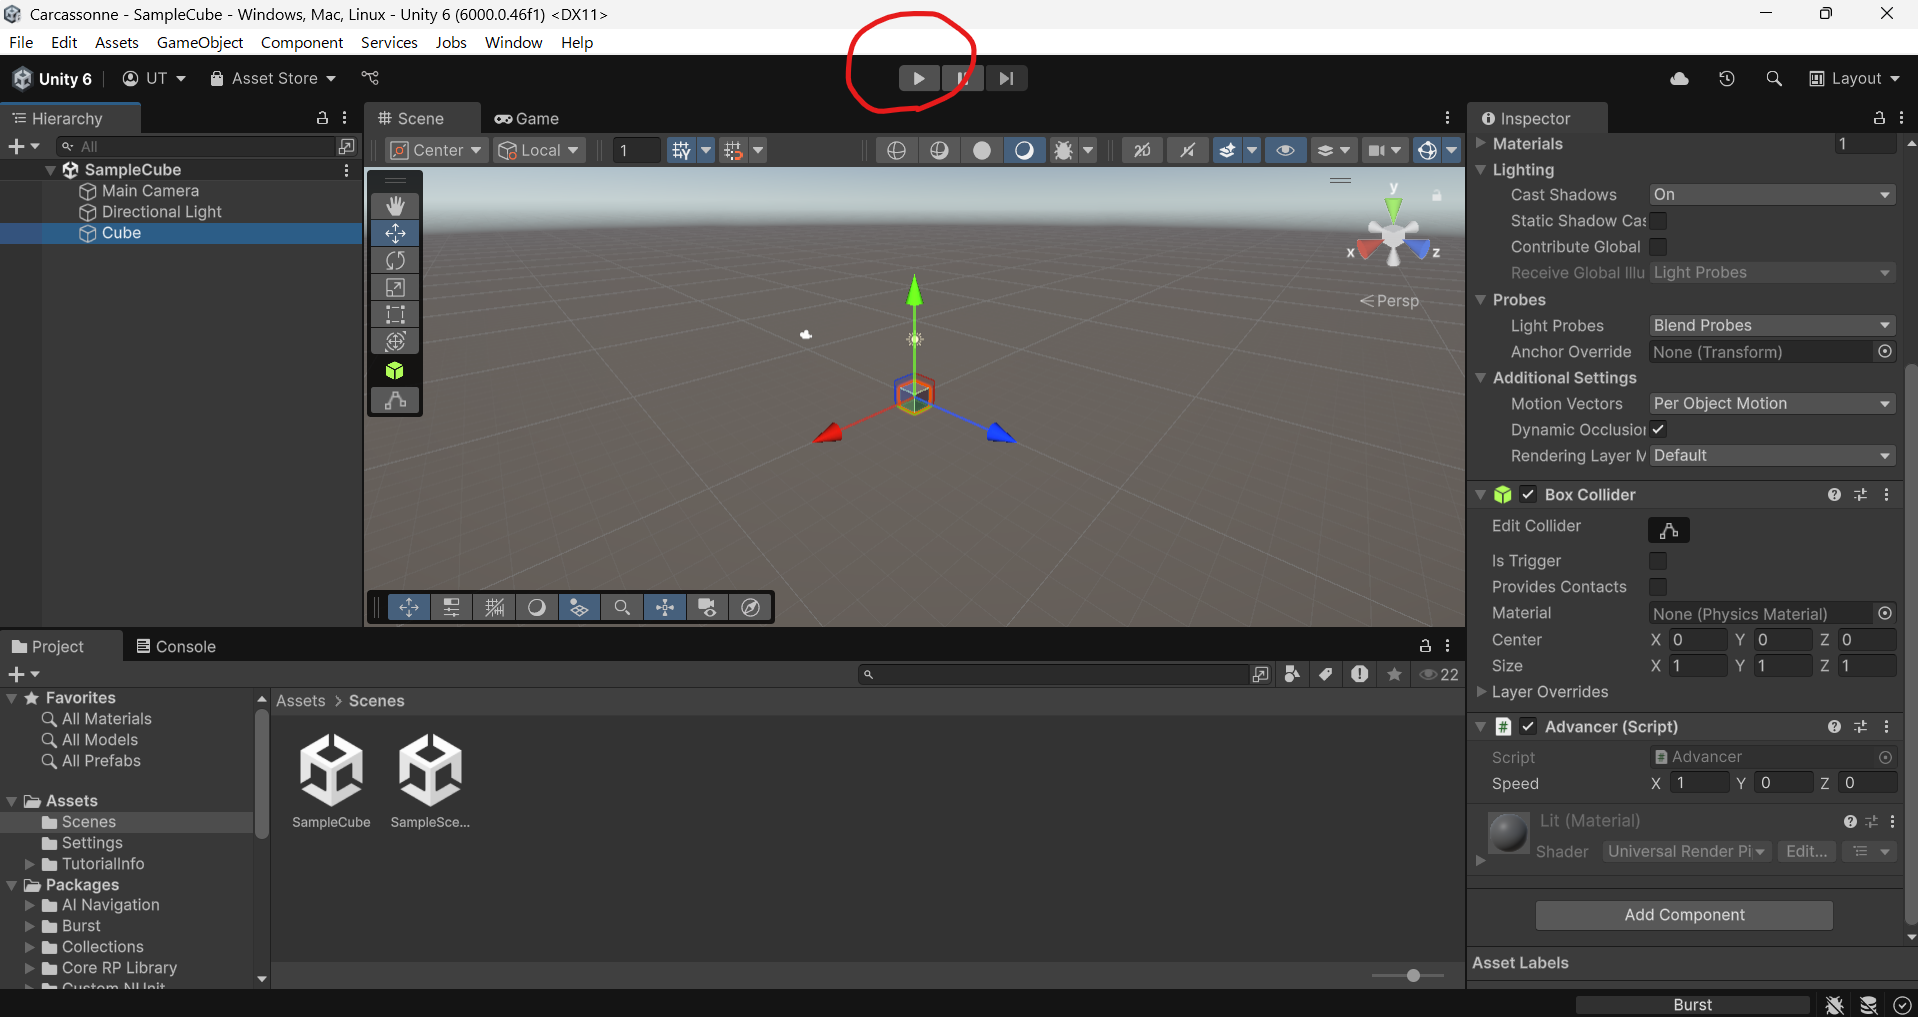 Carcassonne - SampleCube - Windows, Mac, Linux - Unity 6 (6000.0.46f1) <DX11>
File Edit Assets GameObject Component Services Jobs Window Help
Unity 6 UT Asset Store Layout
Hierarchy
All
SampleCube
Main Camera
Directional Light
Cube
Scene Game
Center Local 1 2D
y
x z
Persp
Inspector
Materials 1
Lighting
Cast Shadows On
Static Shadow Cas
Contribute Global
Receive Global Illu Light Probes
Probes
Light Probes Blend Probes
Anchor Override None (Transform)
Additional Settings
Motion Vectors Per Object Motion
Dynamic Occlusion
Rendering Layer M Default
Box Collider
Edit Collider
Is Trigger
Provides Contacts
Material None (Physics Material)
Center X 0 Y 0 Z 0
Size X 1 Y 1 Z 1
Layer Overrides
# Advancer (Script)
Script Advancer
Speed X 1 Y 0 Z 0
Lit (Material)
Shader Universal Render Pi Edit...
Add Component
Asset Labels
Project Console
22
Favorites
All Materials
All Models
All Prefabs
Assets
Scenes
Settings
TutorialInfo
Packages
AI Navigation
Burst
Collections
Core RP Library
Custom NUnit
Assets > Scenes
SampleCube SampleSce...
Burst